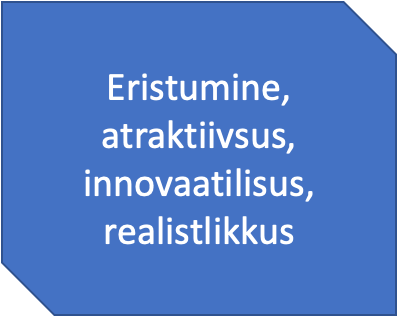 Eristumine,
atraktiivsus,
innovaatilisus,
realistlikkus